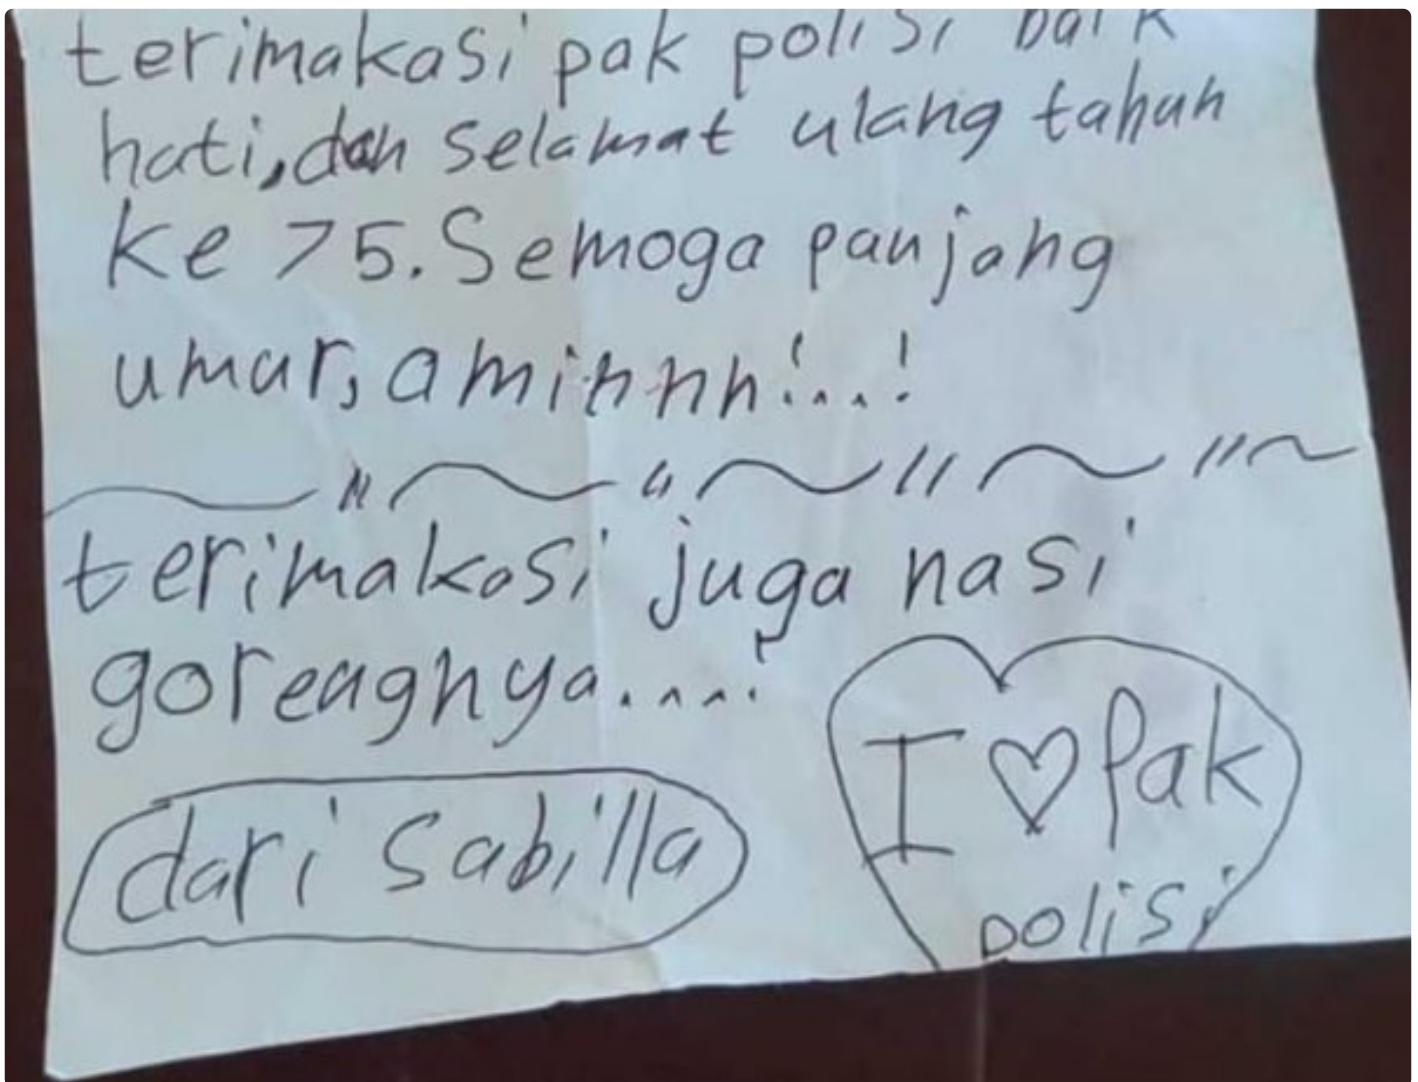 terimakasi pak polisi baik
hati, dan selamat ulang tahun
ke 75. Semoga panjang
umur, aminnn!...!
terimakasi juga nasi
gorengnya....!
dari sabilla
I ♡ Pak
polisi